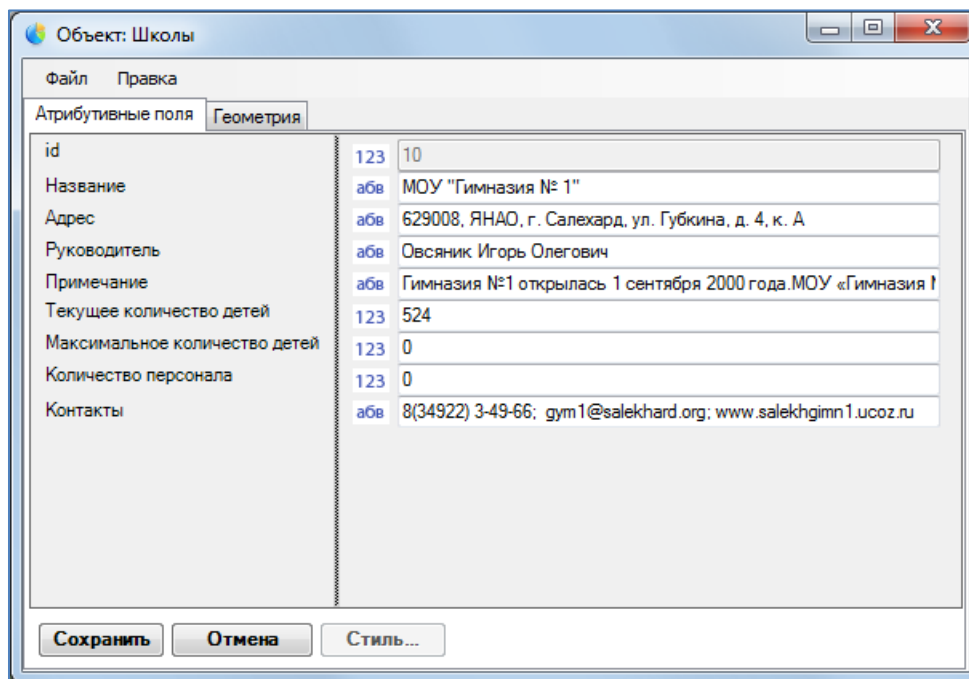 Объект: Школы
Файл Правка
Атрибутивные поля Геометрия
id 123 10
Название абв МОУ "Гимназия № 1"
Адрес абв 629008, ЯНАО, г. Салехард, ул. Губкина, д. 4, к. А
Руководитель абв Овсяник Игорь Олегович
Примечание абв Гимназия №1 открылась 1 сентября 2000 года.МОУ «Гимназия
Текущее количество детей 123 524
Максимальное количество детей 123 0
Количество персонала 123 0
Контакты абв 8(34922) 3-49-66; gym1@salekhard.org; www.salekhgimn1.ucoz.ru
Сохранить Отмена Стиль...